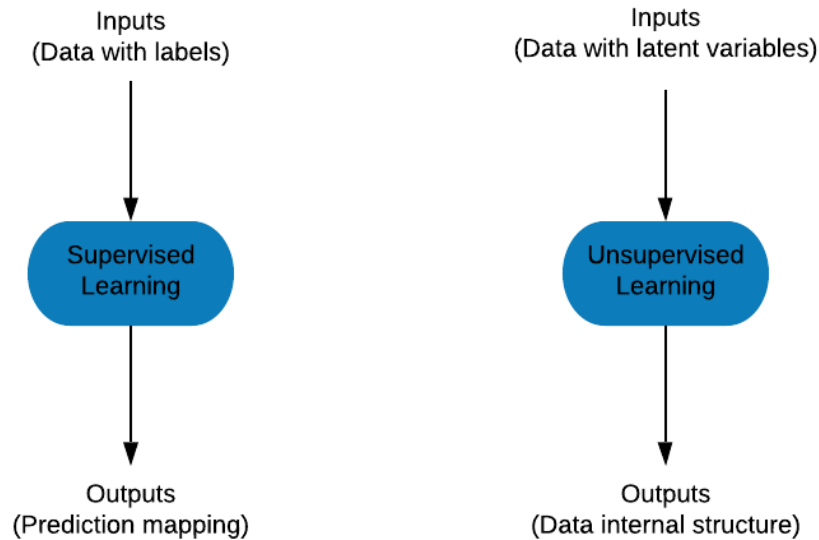 Inputs
(Data with labels)
Supervised
Learning
Outputs
(Prediction mapping)
Inputs
(Data with latent variables)
Unsupervised
Learning
Outputs
(Data internal structure)